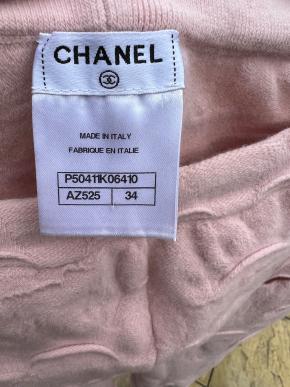 CHANEL
MADE IN ITALY
FABRIQUE EN ITALIE
P50411K06410
AZ525 34